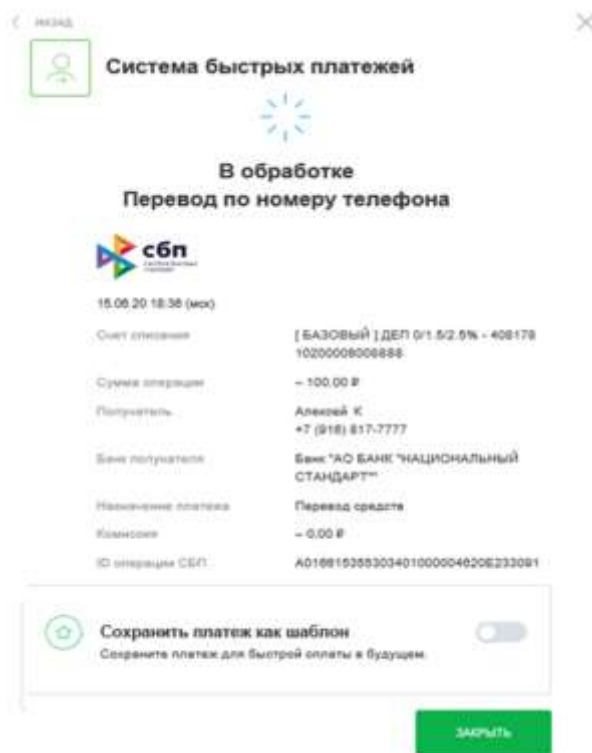 НАЗАД
Система быстрых платежей
В обработке
Перевод по номеру телефона
сбп
15.06.20 18:36 (мск)
Счет списания
[ БАЗОВЫЙ ] ДЕП 0/1.5/2.5% - 408178
10200008008888
Сумма операции
– 100,00 ₽
Получатель
Алексей К
+7 (916) 817-7777
Банк получателя
Банк "АО БАНК "НАЦИОНАЛЬНЫЙ
СТАНДАРТ""
Назначение платежа
Перевод средств
Комиссия
– 0,00 ₽
ID операции СБП
Сохранить платеж как шаблон
Сохраните платеж для быстрой оплаты в будущем.
ЗАКРЫТЬ